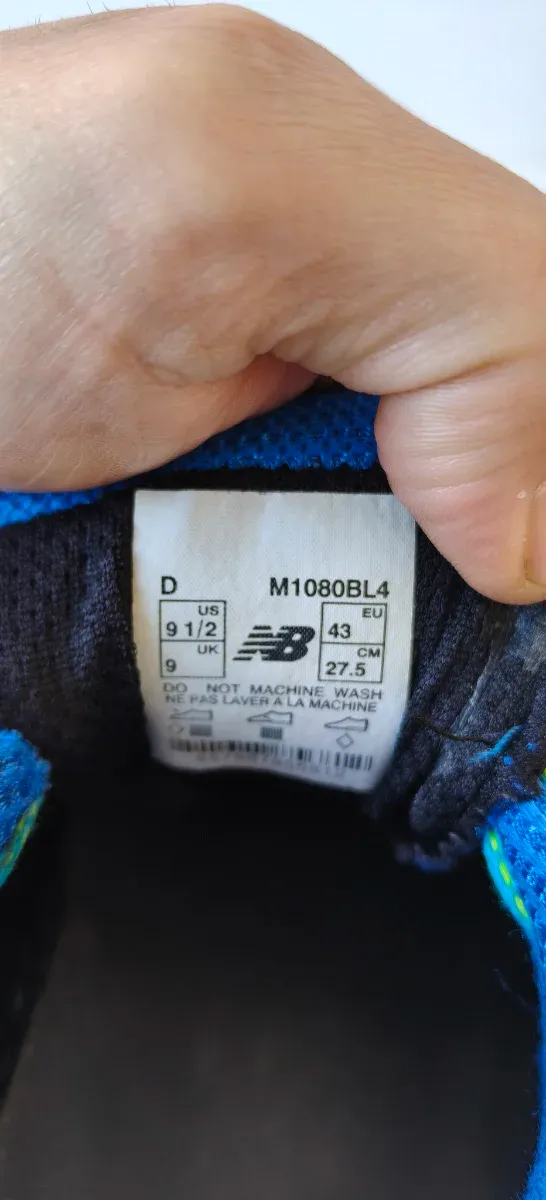 D M1080BL4
US EU
9 1/2 NB 43
UK CM
9 27.5
DO NOT MACHINE WASH
NE PAS LAVER A LA MACHINE